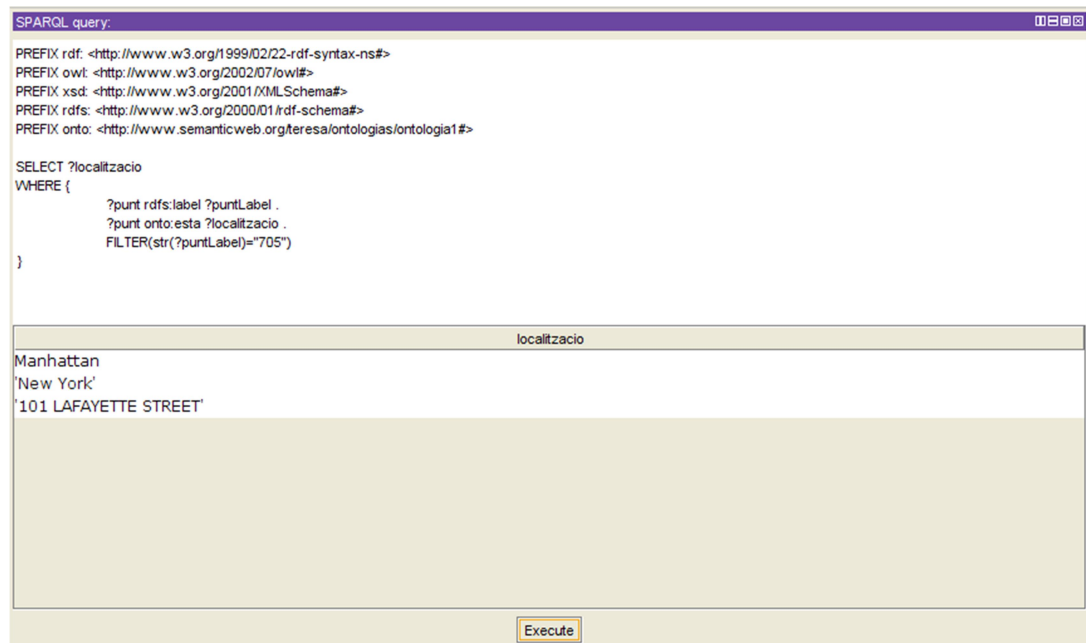 SPARQL query:
PREFIX rdf: <http://www.w3.org/1999/02/22-rdf-syntax-ns#>
PREFIX owl: <http://www.w3.org/2002/07/owl#>
PREFIX xsd: <http://www.w3.org/2001/XMLSchema#>
PREFIX rdfs: <http://www.w3.org/2000/01/rdf-schema#>
PREFIX onto: <http://www.semanticweb.org/teresa/ontologias/ontologia1#>
SELECT ?localitzacio
WHERE {
?punt rdfs:label ?puntLabel .
?punt onto:esta ?localitzacio .
FILTER(str(?puntLabel)="705")
}
localitzacio
Manhattan
'New York'
'101 LAFAYETTE STREET'
Execute